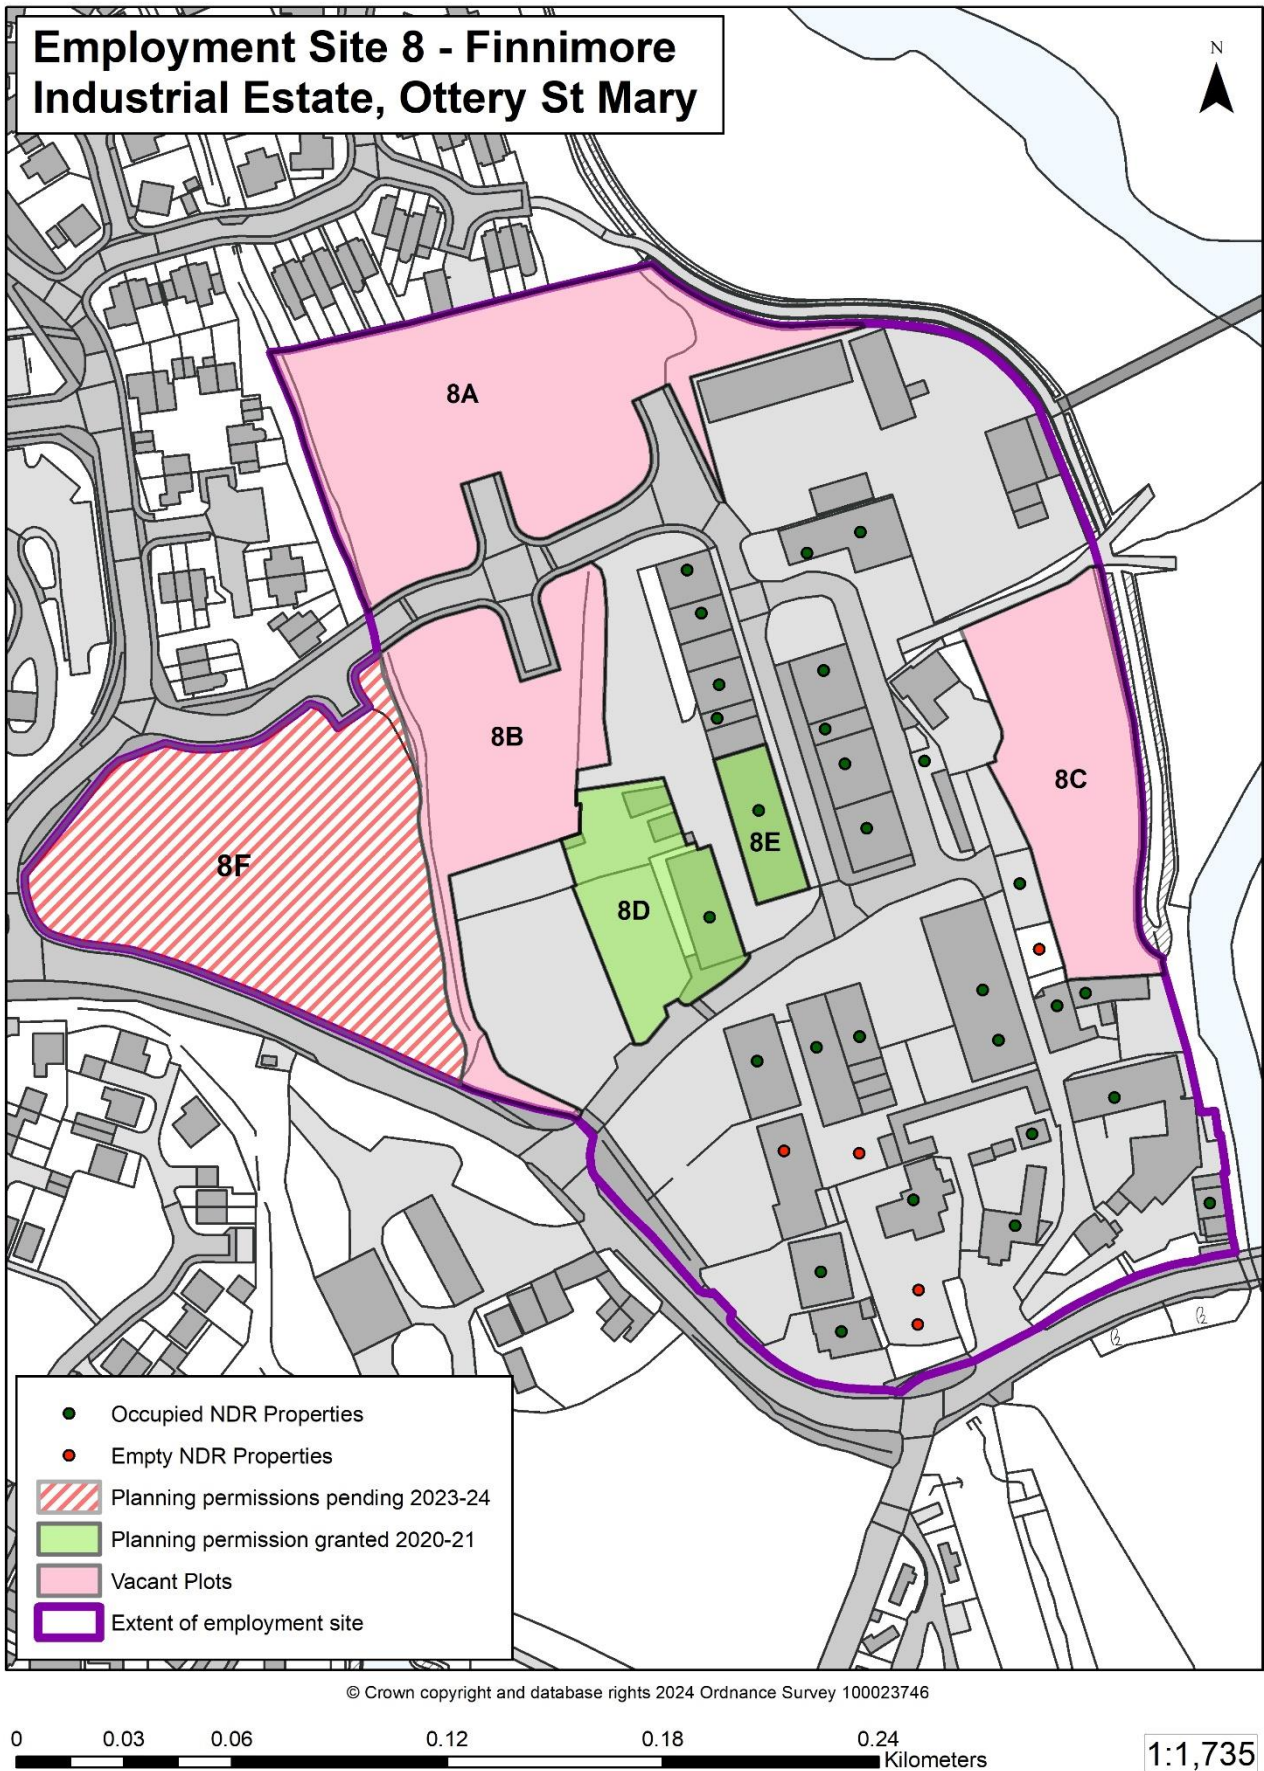 Employment Site 8 - Finnimore
Industrial Estate, Ottery St Mary
N
8A
8B
8C
8F
8E
8D
Occupied NDR Properties
Empty NDR Properties
Planning permissions pending 2023-24
Planning permission granted 2020-21
Vacant Plots
Extent of employment site
© Crown copyright and database rights 2024 Ordnance Survey 100023746
0 0.03 0.06 0.12 0.18 0.24
Kilometers
1:1,735